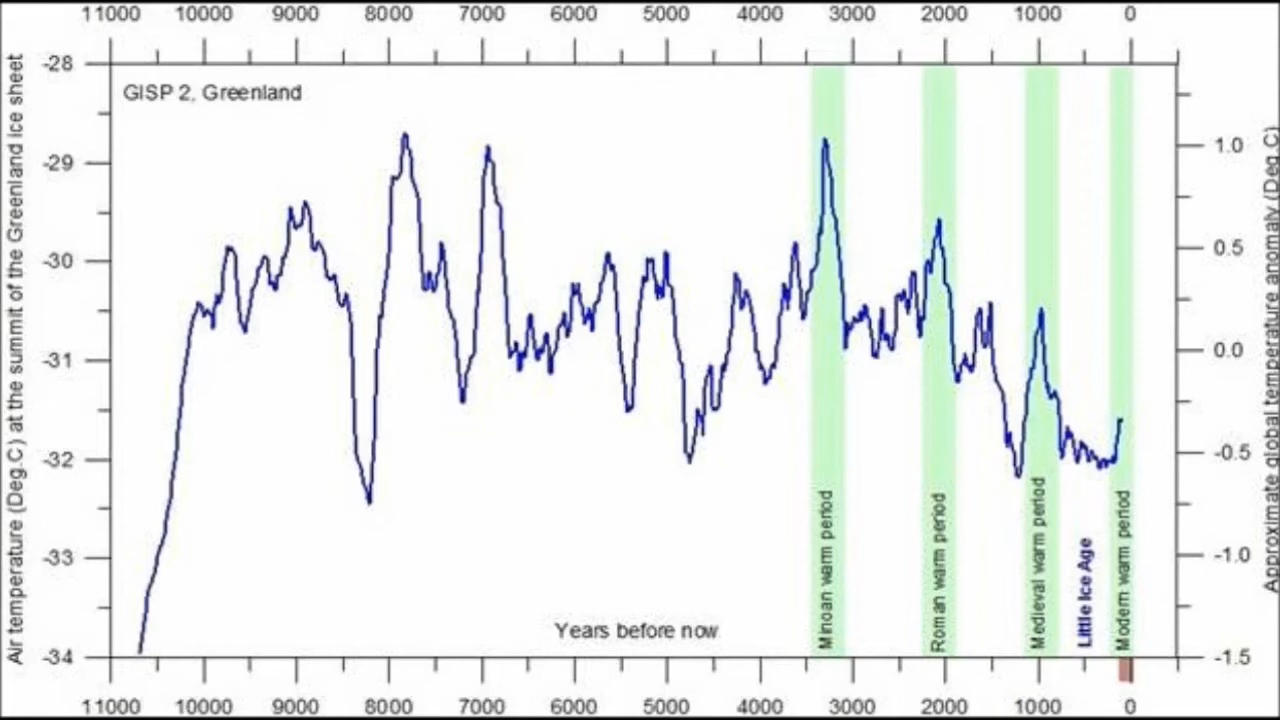 11000 10000 9000 8000 7000 6000 5000 4000 3000 2000 1000 0
Air temperature (Deg.C) at the summit of the Greenland ice sheet
-28
-29
-30
-31
-32
-33
-34
GISP 2, Greenland
Years before now
Minoan warm period
Roman warm period
Medieval warm period
Little Ice Age
Modern warm period
1.0
0.5
0.0
-0.5
-1.0
-1.5
Approximate global temperature anomaly (Deg.C)
11000 10000 9000 8000 7000 6000 5000 4000 3000 2000 1000 0